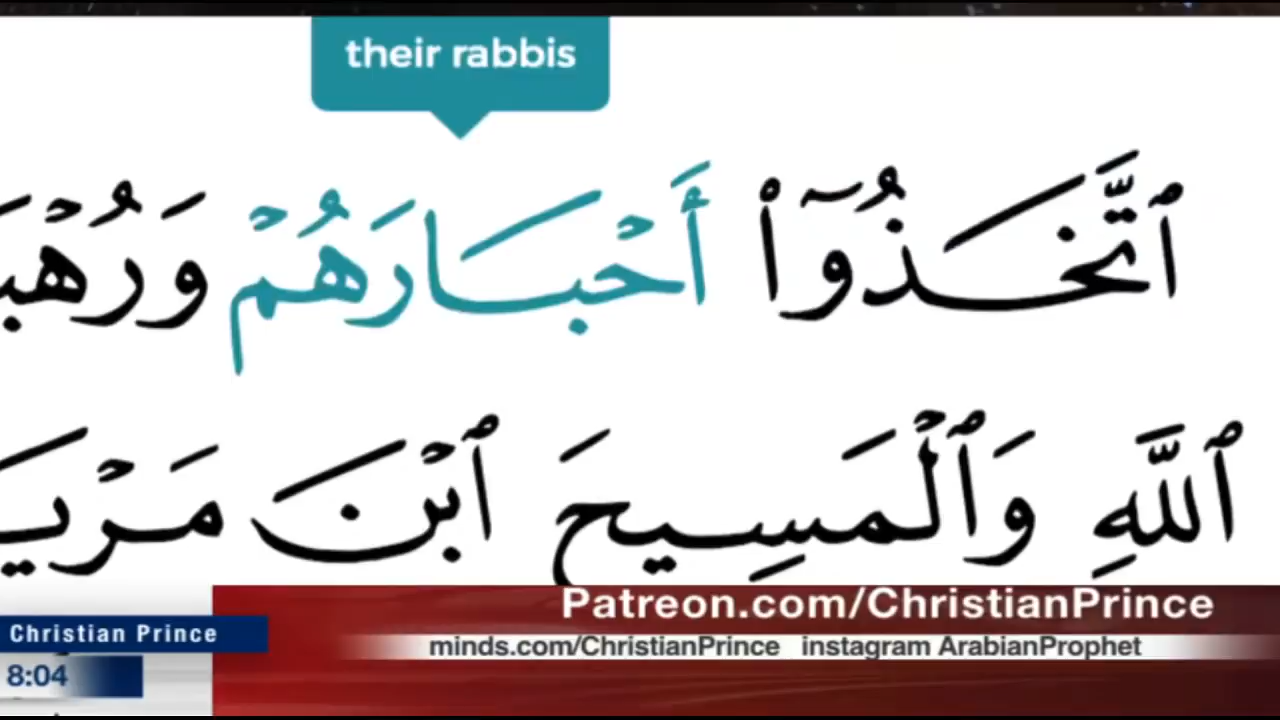 their rabbis
ٱتَّخَذُوٓا۟ أَحْبَارَهُمْ
ٱللَّهِ وَٱلْمَسِيحَ ٱبْنَ
Patreon.com/ChristianPrince
Christian Prince
minds.com/ChristianPrince instagram ArabianProphet
8:04